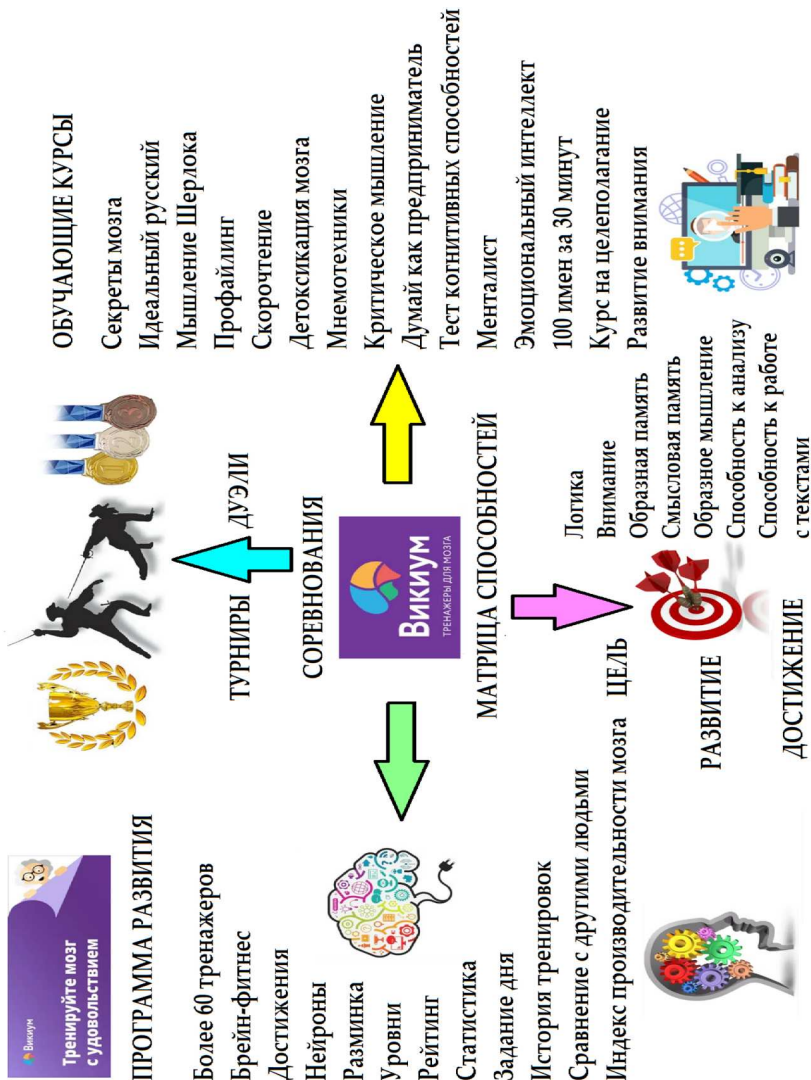 Викиум
Тренируйте мозг
с удовольствием
ПРОГРАММА РАЗВИТИЯ
Более 60 тренажеров
Брейн-фитнес
Достижения
Нейроны
Разминка
Уровни
Рейтинг
Статистика
Задание дня
История тренировок
Сравнение с другими людьми
Индекс производительности мозга
ТУРНИРЫ ДУЭЛИ
СОРЕВНОВАНИЯ
Викиум
ТРЕНАЖЕРЫ ДЛЯ МОЗГА
МАТРИЦА СПОСОБНОСТЕЙ
ЦЕЛЬ
РАЗВИТИЕ
ДОСТИЖЕНИЕ
Логика
Внимание
Образная память
Смысловая память
Образное мышление
Способность к анализу
Способность к работе
с текстами
ОБУЧАЮЩИЕ КУРСЫ
Секреты мозга
Идеальный русский
Мышление Шерлока
Профайлинг
Скорочтение
Детоксикация мозга
Мнемотехники
Критическое мышление
Думай как предприниматель
Тест когнитивных способностей
Менталист
Эмоциональный интеллект
100 имен за 30 минут
Курс на целеполагание
Развитие внимания